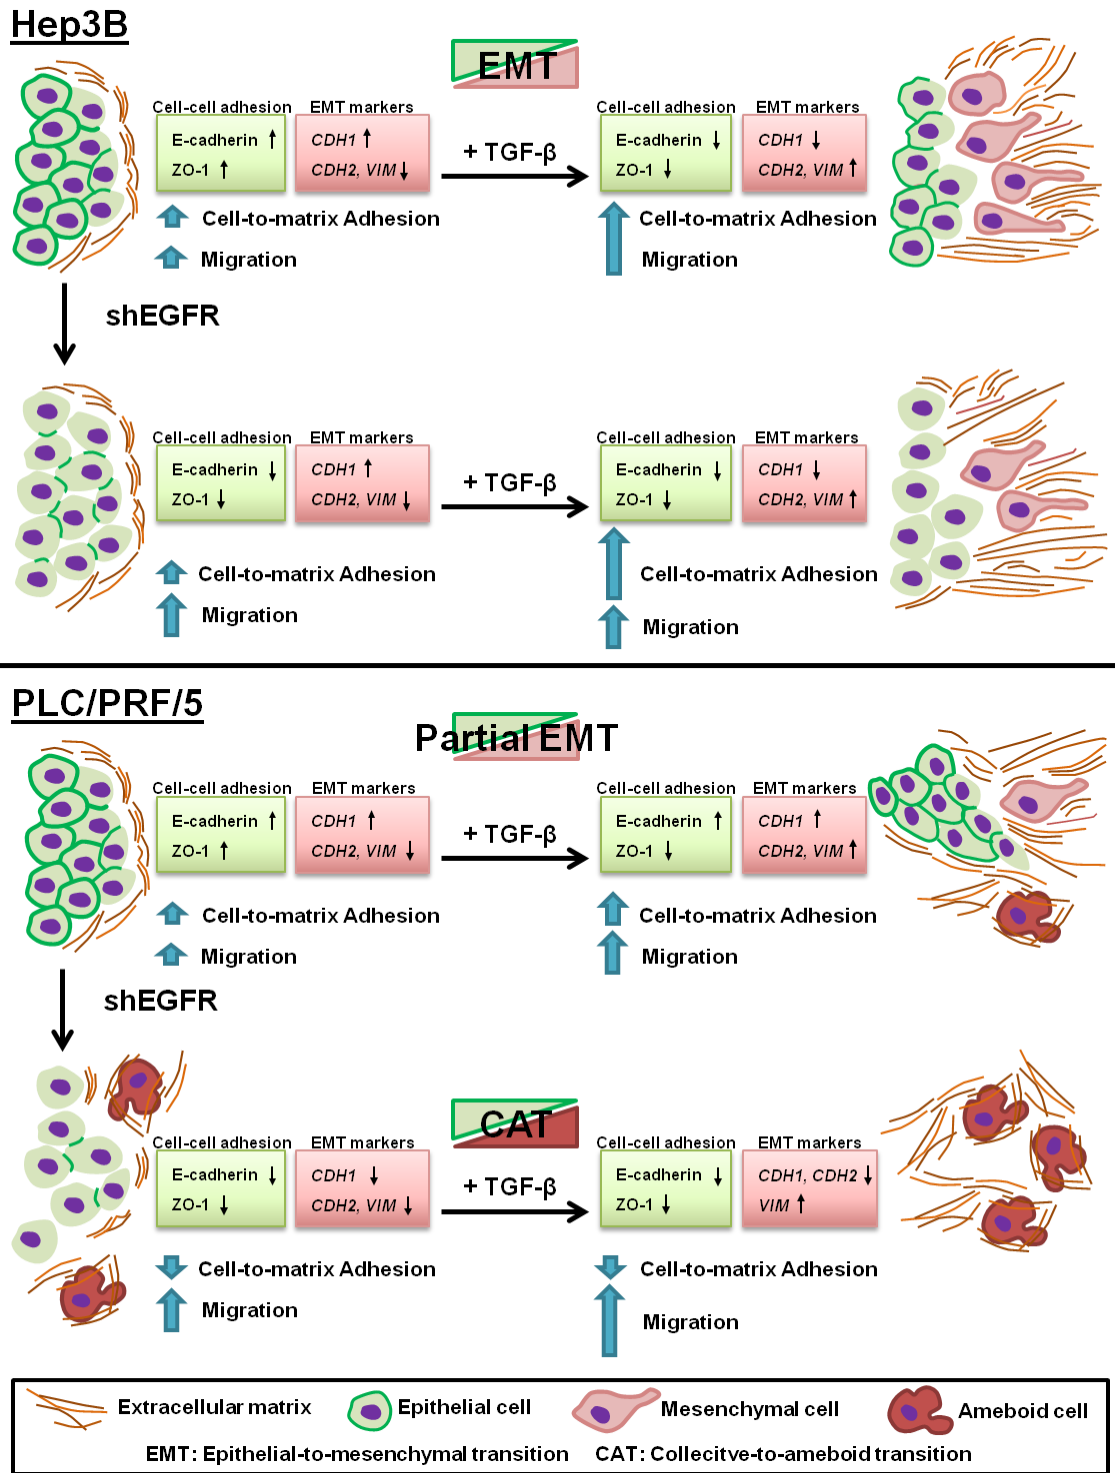 Hep3B
EMT
Cell-cell adhesion EMT markers
E-cadherin ↑ CDH1 ↑
ZO-1 ↑ CDH2, VIM ↓
Cell-to-matrix Adhesion
Migration
+ TGF-β
Cell-cell adhesion EMT markers
E-cadherin ↓ CDH1 ↓
ZO-1 ↓ CDH2, VIM ↑
Cell-to-matrix Adhesion
Migration
shEGFR
Cell-cell adhesion EMT markers
E-cadherin ↓ CDH1 ↑
ZO-1 ↓ CDH2, VIM ↓
Cell-to-matrix Adhesion
Migration
+ TGF-β
Cell-cell adhesion EMT markers
E-cadherin ↓ CDH1 ↓
ZO-1 ↓ CDH2, VIM ↑
Cell-to-matrix Adhesion
Migration
PLC/PRF/5
Partial EMT
Cell-cell adhesion EMT markers
E-cadherin ↑ CDH1 ↑
ZO-1 ↑ CDH2, VIM ↓
Cell-to-matrix Adhesion
Migration
+ TGF-β
Cell-cell adhesion EMT markers
E-cadherin ↑ CDH1 ↑
ZO-1 ↓ CDH2, VIM ↑
Cell-to-matrix Adhesion
Migration
shEGFR
CAT
Cell-cell adhesion EMT markers
E-cadherin ↓ CDH1 ↓
ZO-1 ↓ CDH2, VIM ↓
Cell-to-matrix Adhesion
Migration
+ TGF-β
Cell-cell adhesion EMT markers
E-cadherin ↓ CDH1, CDH2 ↓
ZO-1 ↓ VIM ↑
Cell-to-matrix Adhesion
Migration
Extracellular matrix Epithelial cell Mesenchymal cell Ameboid cell
EMT: Epithelial-to-mesenchymal transition CAT: Collecitve-to-ameboid transition